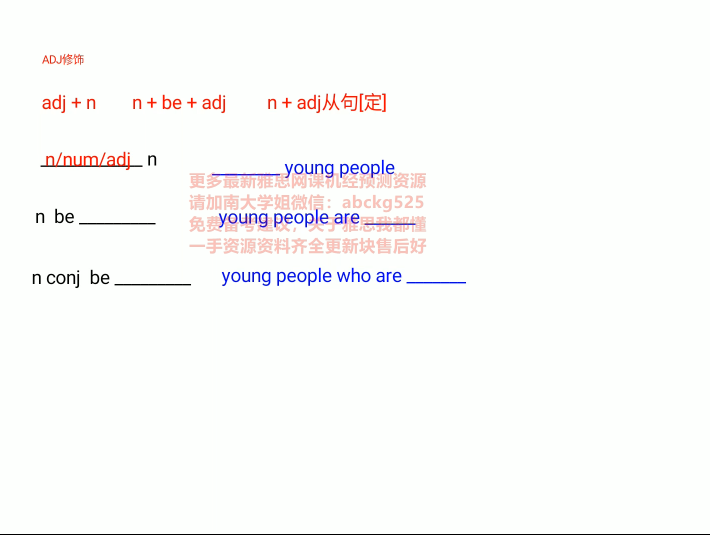 ADJ修饰
adj + n n + be + adj n + adj从句[定]
n/num/adj n ________ young people
更多最新雅思网课机经预测资源
请加南大学姐微信：abckg525
n be ________ young people are ______
免费备考建议，关于雅思我都懂
一手资源资料齐全更新快售后好
n conj be ________ young people who are ______